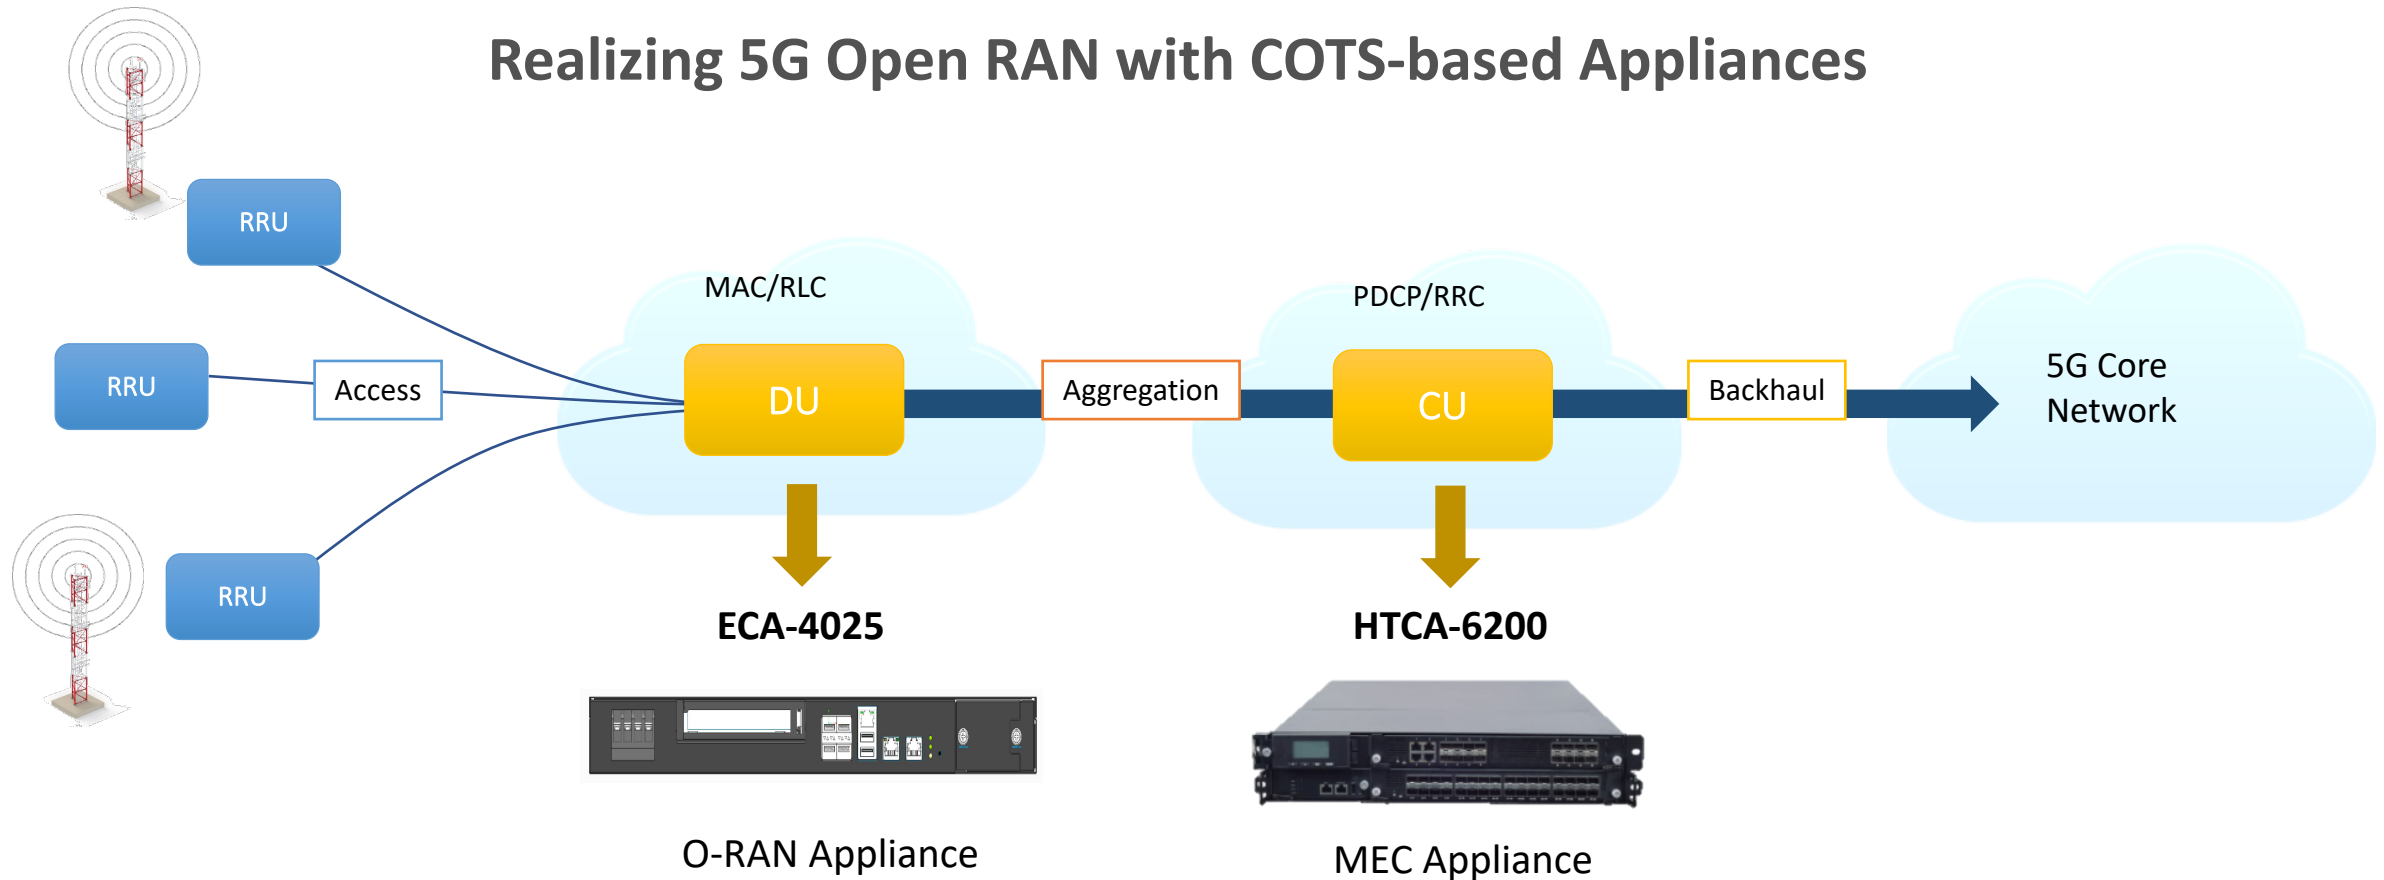 Realizing 5G Open RAN with COTS-based Appliances
RRU
MAC/RLC
PDCP/RRC
RRU
Access
DU
Aggregation
CU
Backhaul
5G Core
Network
RRU
ECA-4025
HTCA-6200
O-RAN Appliance
MEC Appliance